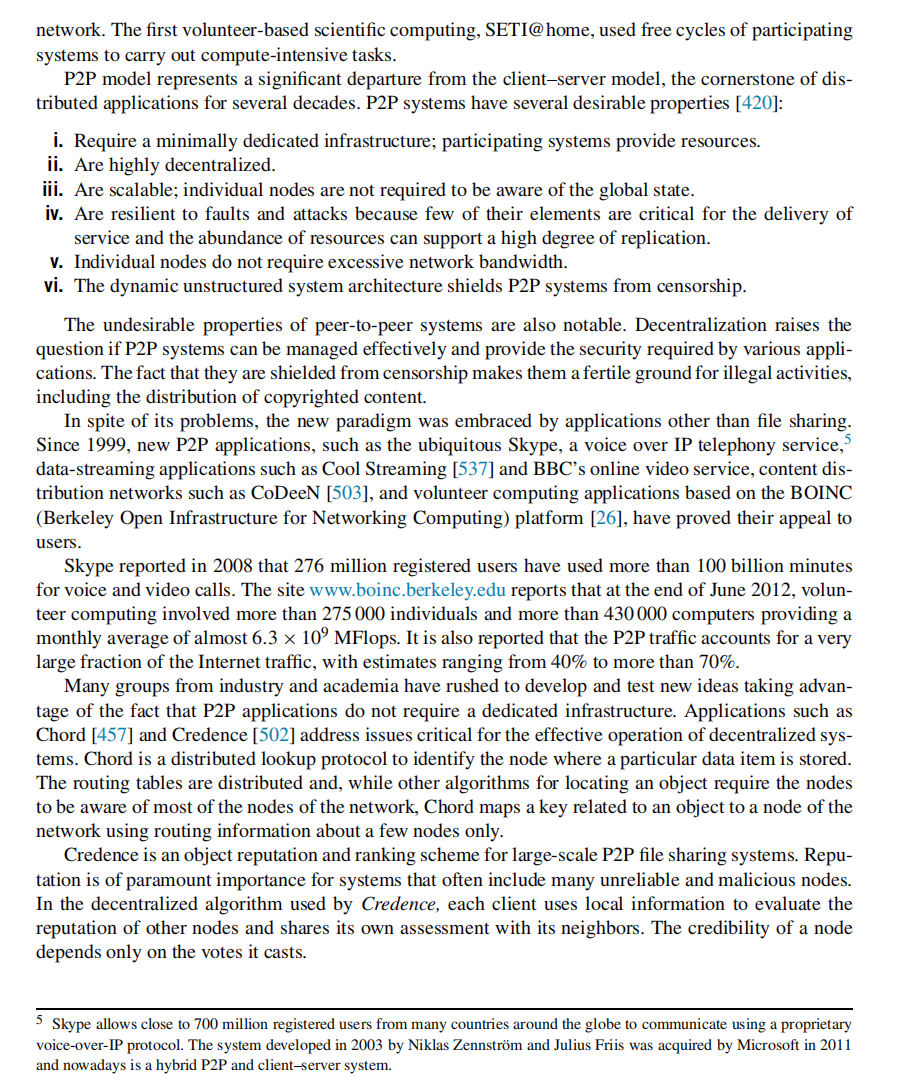 network. The first volunteer-based scientific computing, SETI@home, used free cycles of participating
systems to carry out compute-intensive tasks.
P2P model represents a significant departure from the client–server model, the cornerstone of dis-
tributed applications for several decades. P2P systems have several desirable properties [420]:
i. Require a minimally dedicated infrastructure; participating systems provide resources.
ii. Are highly decentralized.
iii. Are scalable; individual nodes are not required to be aware of the global state.
iv. Are resilient to faults and attacks because few of their elements are critical for the delivery of
service and the abundance of resources can support a high degree of replication.
v. Individual nodes do not require excessive network bandwidth.
vi. The dynamic unstructured system architecture shields P2P systems from censorship.
The undesirable properties of peer-to-peer systems are also notable. Decentralization raises the
question if P2P systems can be managed effectively and provide the security required by various appli-
cations. The fact that they are shielded from censorship makes them a fertile ground for illegal activities,
including the distribution of copyrighted content.
In spite of its problems, the new paradigm was embraced by applications other than file sharing.
Since 1999, new P2P applications, such as the ubiquitous Skype, a voice over IP telephony service,⁵
data-streaming applications such as Cool Streaming [537] and BBC's online video service, content dis-
tribution networks such as CoDeeN [503], and volunteer computing applications based on the BOINC
(Berkeley Open Infrastructure for Networking Computing) platform [26], have proved their appeal to
users.
Skype reported in 2008 that 276 million registered users have used more than 100 billion minutes
for voice and video calls. The site www.boinc.berkeley.edu reports that at the end of June 2012, volun-
teer computing involved more than 275 000 individuals and more than 430 000 computers providing a
monthly average of almost 6.3 × 10⁹ MFlops. It is also reported that the P2P traffic accounts for a very
large fraction of the Internet traffic, with estimates ranging from 40% to more than 70%.
Many groups from industry and academia have rushed to develop and test new ideas taking advan-
tage of the fact that P2P applications do not require a dedicated infrastructure. Applications such as
Chord [457] and Credence [502] address issues critical for the effective operation of decentralized sys-
tems. Chord is a distributed lookup protocol to identify the node where a particular data item is stored.
The routing tables are distributed and, while other algorithms for locating an object require the nodes
to be aware of most of the nodes of the network, Chord maps a key related to an object to a node of the
network using routing information about a few nodes only.
Credence is an object reputation and ranking scheme for large-scale P2P file sharing systems. Repu-
tation is of paramount importance for systems that often include many unreliable and malicious nodes.
In the decentralized algorithm used by Credence, each client uses local information to evaluate the
reputation of other nodes and shares its own assessment with its neighbors. The credibility of a node
depends only on the votes it casts.
⁵ Skype allows close to 700 million registered users from many countries around the globe to communicate using a proprietary
voice-over-IP protocol. The system developed in 2003 by Niklas Zennström and Julius Friis was acquired by Microsoft in 2011
and nowadays is a hybrid P2P and client–server system.